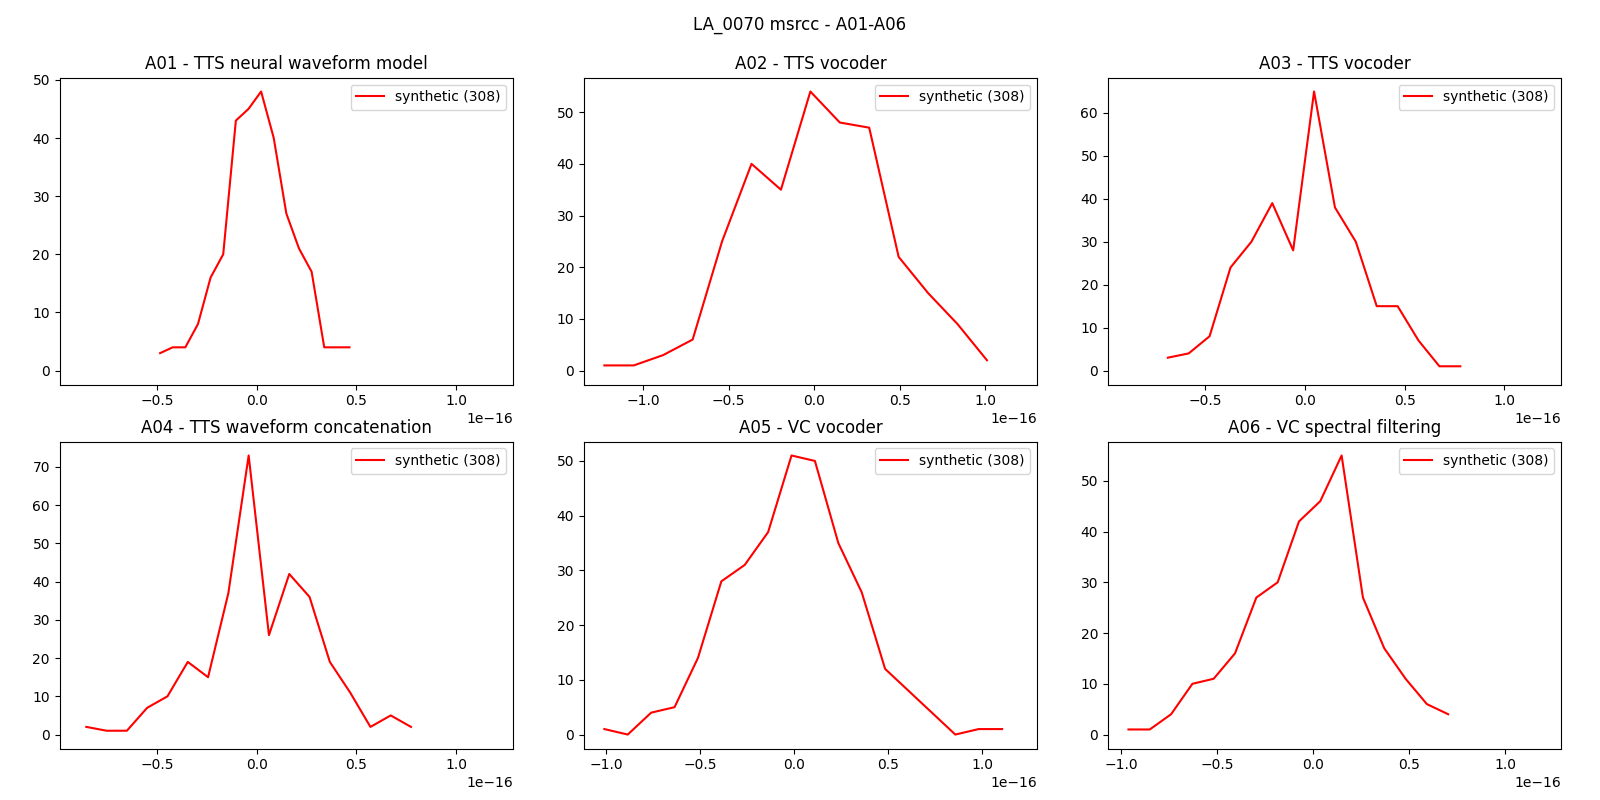 LA_0070 msrcc - A01-A06
A01 - TTS neural waveform model
synthetic (308)
50
40
30
20
10
0
−0.5 0.0 0.5 1.0
1e−16
A02 - TTS vocoder
synthetic (308)
50
40
30
20
10
0
−1.0 −0.5 0.0 0.5 1.0
1e−16
A03 - TTS vocoder
synthetic (308)
60
50
40
30
20
10
0
−0.5 0.0 0.5 1.0
1e−16
A04 - TTS waveform concatenation
synthetic (308)
70
60
50
40
30
20
10
0
−0.5 0.0 0.5 1.0
1e−16
A05 - VC vocoder
synthetic (308)
50
40
30
20
10
0
−1.0 −0.5 0.0 0.5 1.0
1e−16
A06 - VC spectral filtering
synthetic (308)
50
40
30
20
10
0
−1.0 −0.5 0.0 0.5 1.0
1e−16